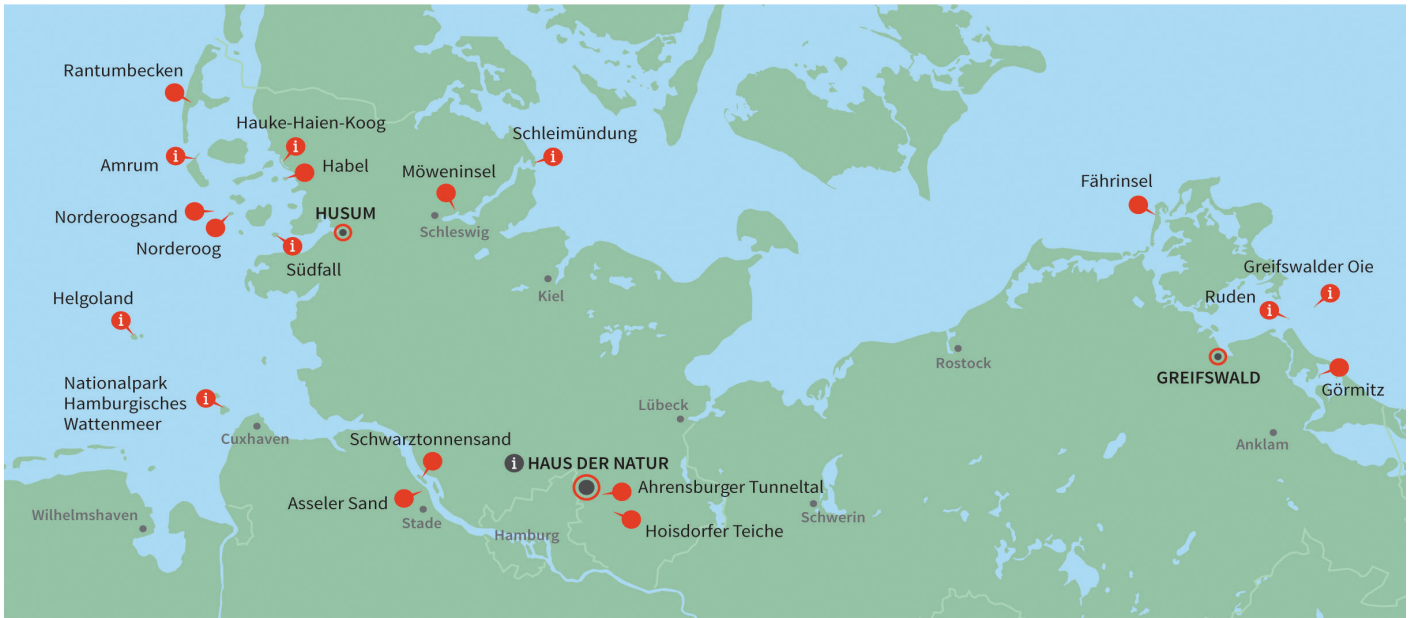 Rantumbecken
Hauke-Haien-Koog
Schleimündung
Amrum
Habel
Möweninsel
Fährinsel
Norderoogsand
HUSUM
Schleswig
Norderoog
Südfall
Greifswalder Oie
Kiel
Helgoland
Ruden
Rostock
GREIFSWALD
Görmitz
Nationalpark
Hamburgisches
Wattenmeer
Lübeck
Cuxhaven
Schwarztonnensand
Anklam
i HAUS DER NATUR
Ahrensburger Tunneltal
Asseler Sand
Wilhelmshaven
Stade
Schwerin
Hamburg
Hoisdorfer Teiche